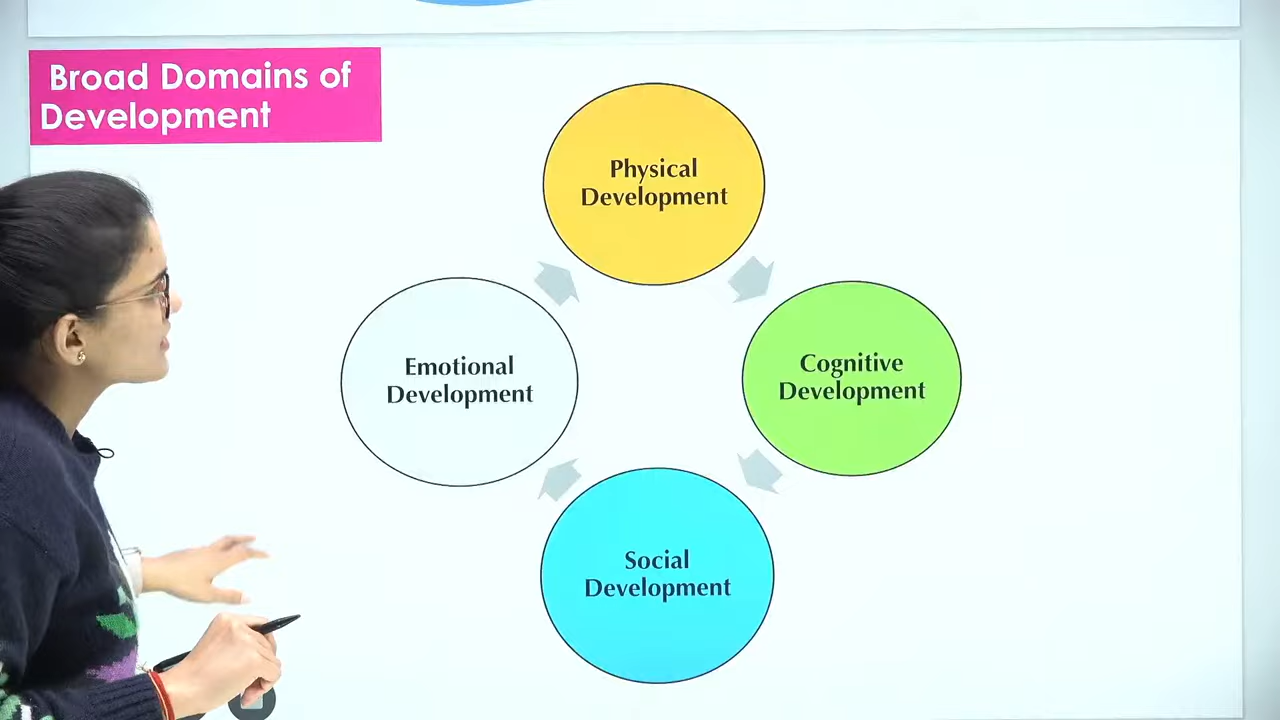 Broad Domains of
Development
Physical
Development
Emotional
Development
Cognitive
Development
Social
Development